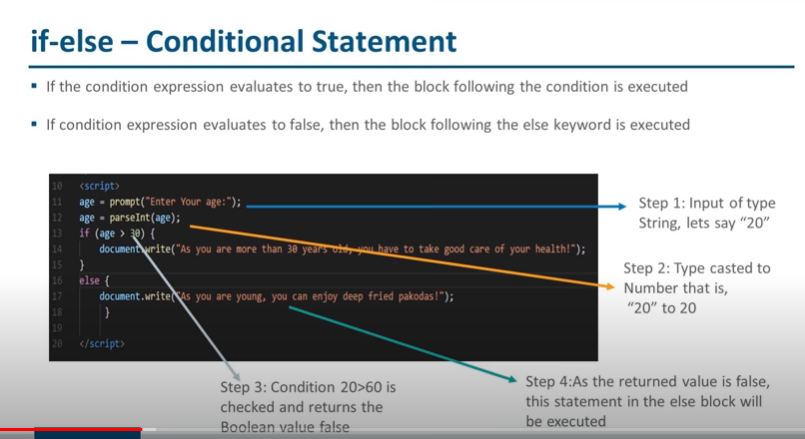 if-else – Conditional Statement
▪ If the condition expression evaluates to true, then the block following the condition is executed
▪ If condition expression evaluates to false, then the block following the else keyword is executed
10 <script>
11 age = prompt("Enter Your age:");
12 age = parseInt(age);
13 if (age > 30) {
14 document.write("As you are more than 30 years old, you have to take good care of your health!");
15 }
16 else {
17 document.write("As you are young, you can enjoy deep fried pakodas!");
18 }
19
20 </script>
Step 1: Input of type
String, lets say “20”
Step 2: Type casted to
Number that is,
“20” to 20
Step 3: Condition 20>60 is
checked and returns the
Boolean value false
Step 4:As the returned value is false,
this statement in the else block will
be executed